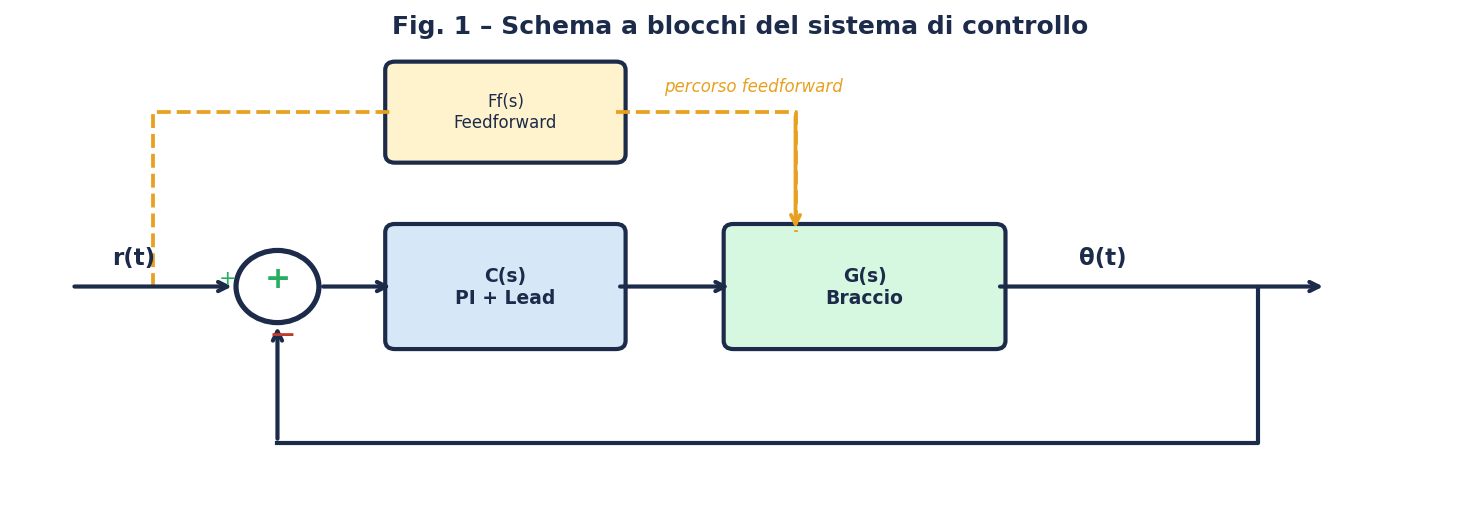 Fig. 1 – Schema a blocchi del sistema di controllo
percorso feedforward
Ff(s)
Feedforward
r(t)
+
+
C(s)
PI + Lead
G(s)
Braccio
θ(t)
—